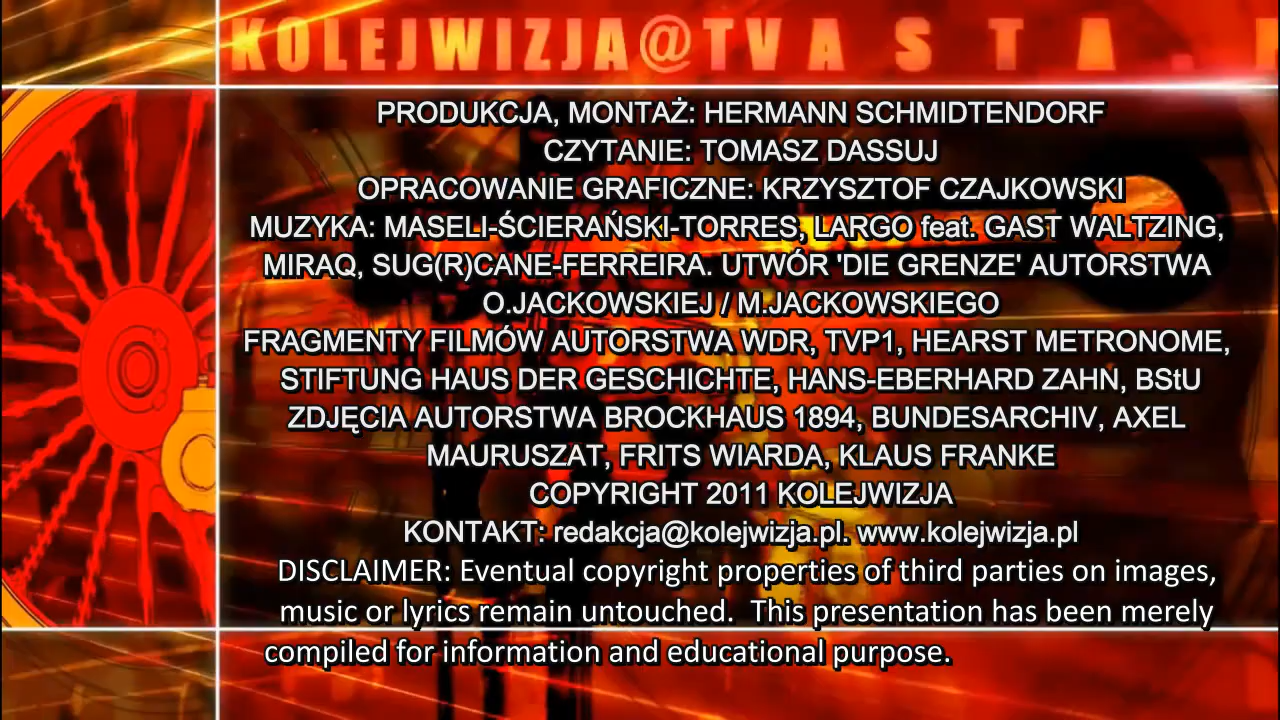 KOLEJWIZJA@TVASTA.
PRODUKCJA, MONTAŻ: HERMANN SCHMIDTENDORF
CZYTANIE: TOMASZ DASSUJ
OPRACOWANIE GRAFICZNE: KRZYSZTOF CZAJKOWSKI
MUZYKA: MASELI-ŚCIERAŃSKI-TORRES, LARGO feat. GAST WALTZING,
MIRAQ, SUG(R)CANE-FERREIRA. UTWÓR 'DIE GRENZE' AUTORSTWA
O.JACKOWSKIEJ / M.JACKOWSKIEGO
FRAGMENTY FILMÓW AUTORSTWA WDR, TVP1, HEARST METRONOME,
STIFTUNG HAUS DER GESCHICHTE, HANS-EBERHARD ZAHN, BStU
ZDJĘCIA AUTORSTWA BROCKHAUS 1894, BUNDESARCHIV, AXEL
MAURUSZAT, FRITS WIARDA, KLAUS FRANKE
COPYRIGHT 2011 KOLEJWIZJA
KONTAKT: redakcja@kolejwizja.pl. www.kolejwizja.pl
DISCLAIMER: Eventual copyright properties of third parties on images,
music or lyrics remain untouched. This presentation has been merely
compiled for information and educational purpose.